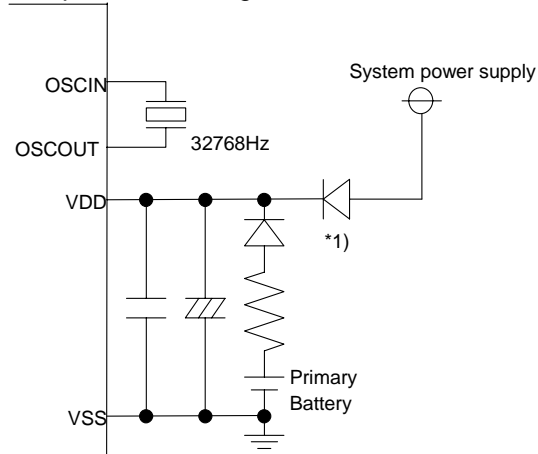 OSCIN
System power supply
OSCOUT
32768Hz
VDD
*1)
Primary
Battery
VSS